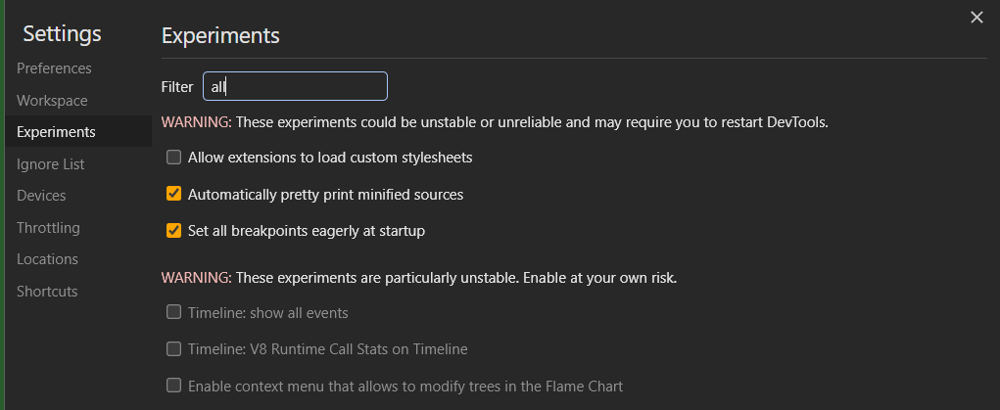 Settings
Preferences
Workspace
Experiments
Ignore List
Devices
Throttling
Locations
Shortcuts
Experiments
Filter all
WARNING: These experiments could be unstable or unreliable and may require you to restart DevTools.
Allow extensions to load custom stylesheets
Automatically pretty print minified sources
Set all breakpoints eagerly at startup
WARNING: These experiments are particularly unstable. Enable at your own risk.
Timeline: show all events
Timeline: V8 Runtime Call Stats on Timeline
Enable context menu that allows to modify trees in the Flame Chart